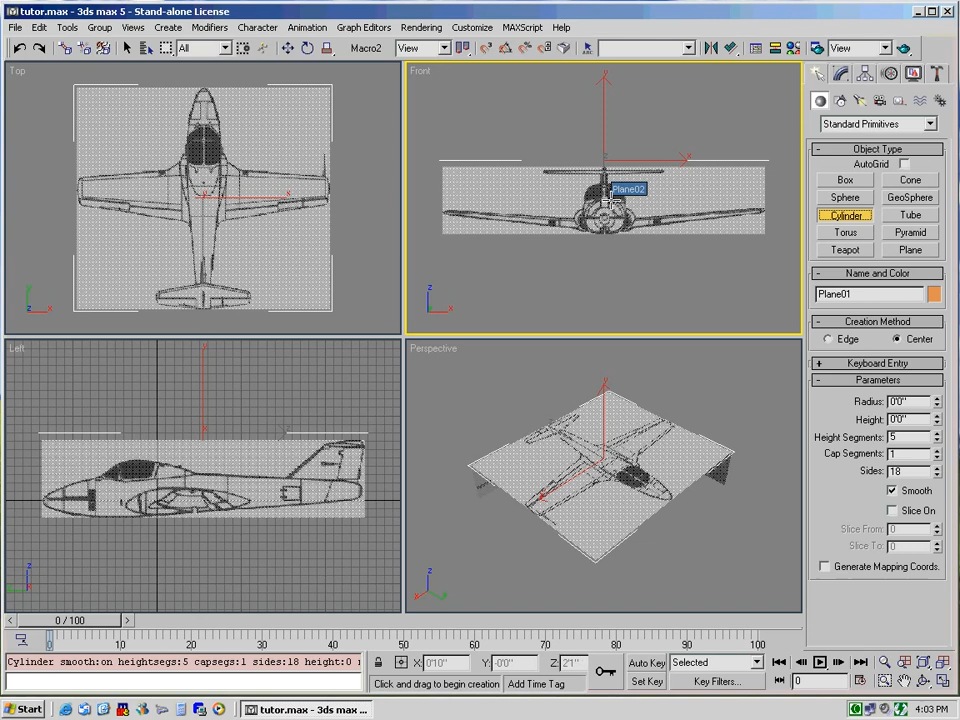 tutor.max - 3ds max 5 - Stand-alone License
File Edit Tools Group Views Create Modifiers Character Graph Editors Rendering Customize MAXScript Help
All Macro2 View View
Top
Front
Plane02
Left
Perspective
x
y
z
Standard Primitives
- Object Type
AutoGrid
Box Cone
Sphere GeoSphere
Cylinder Tube
Torus Pyramid
Teapot Plane
- Name and Color
Plane01
- Creation Method
Edge Center
+ Keyboard Entry
- Parameters
Radius: 0'0"
Height: 0'0"
Height Segments: 5
Cap Segments: 1
Sides: 18
Smooth
Slice On
Slice From: 0
Slice To: 0
Generate Mapping Coords.
< 0 / 100 >
0 10 20 30 40 50 60 70 80 90 100
Cylinder smooth:on heightsegs:5 capsegs:1 sides:18 height:0
X: 0'10" Y: -0'0" Z: 2'1"
Auto Key Selected
Click and drag to begin creation Add Time Tag
Set Key Key Filters... 0
Start tutor.max - 3ds max ... 4:03 PM